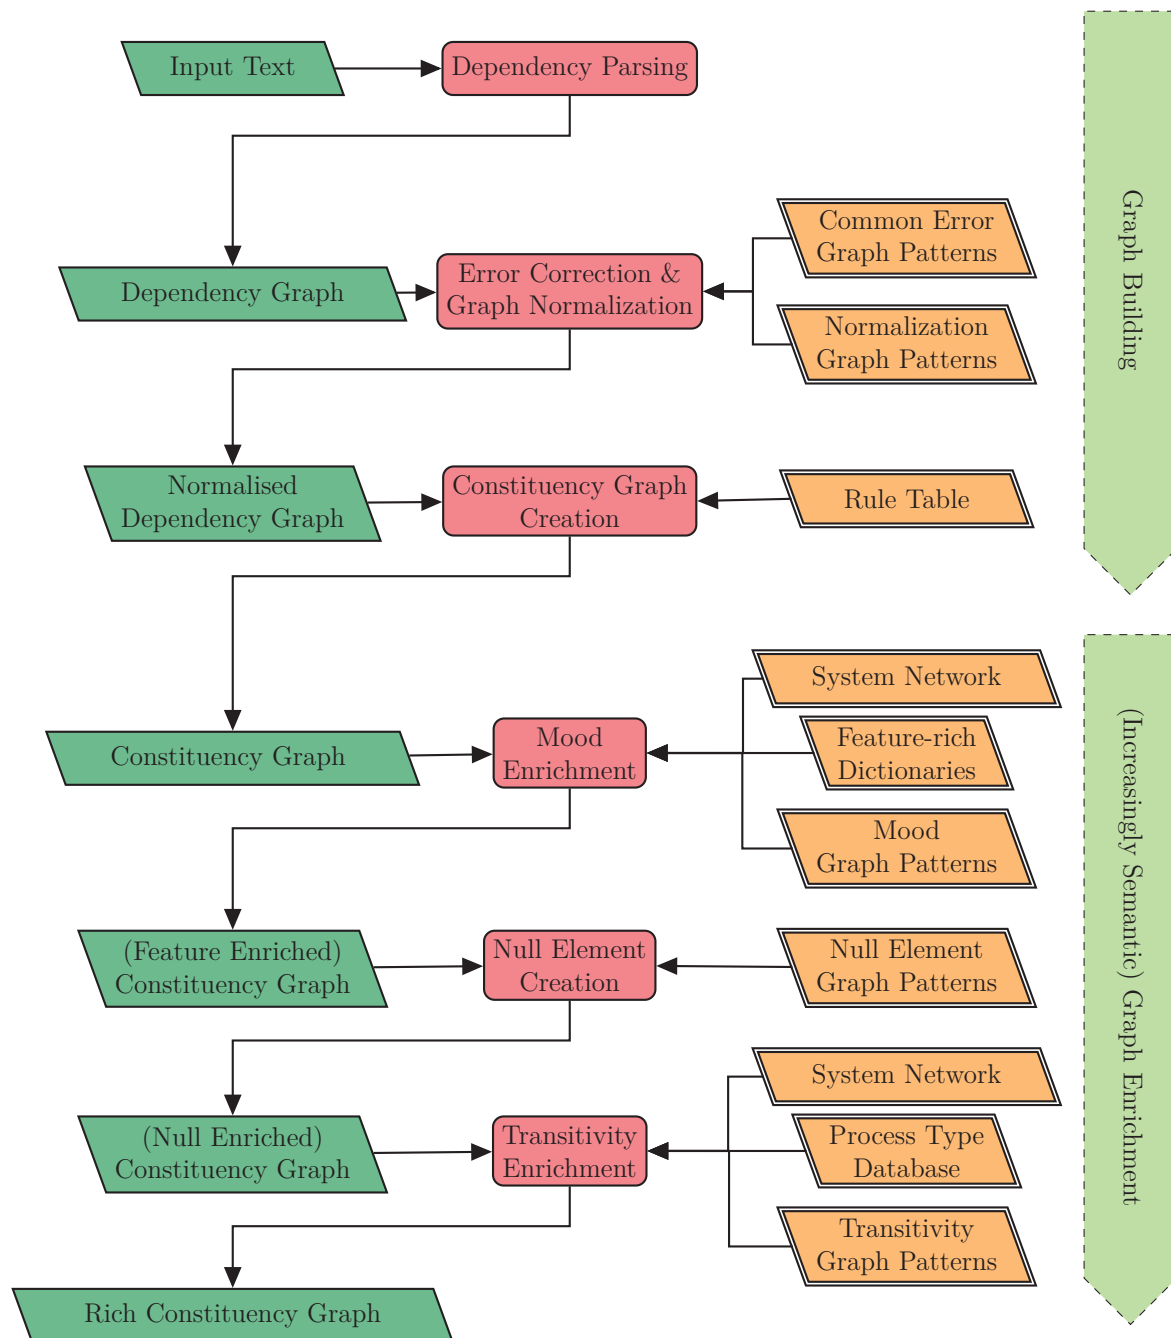 Input Text
Dependency Parsing
Common Error
Graph Patterns
Dependency Graph
Error Correction &
Graph Normalization
Normalization
Graph Patterns
Graph Building
Normalised
Dependency Graph
Constituency Graph
Creation
Rule Table
System Network
Constituency Graph
Mood
Enrichment
Feature-rich
Dictionaries
Mood
Graph Patterns
(Feature Enriched)
Constituency Graph
Null Element
Creation
Null Element
Graph Patterns
(Increasingly Semantic) Graph Enrichment
System Network
(Null Enriched)
Constituency Graph
Transitivity
Enrichment
Process Type
Database
Transitivity
Graph Patterns
Rich Constituency Graph